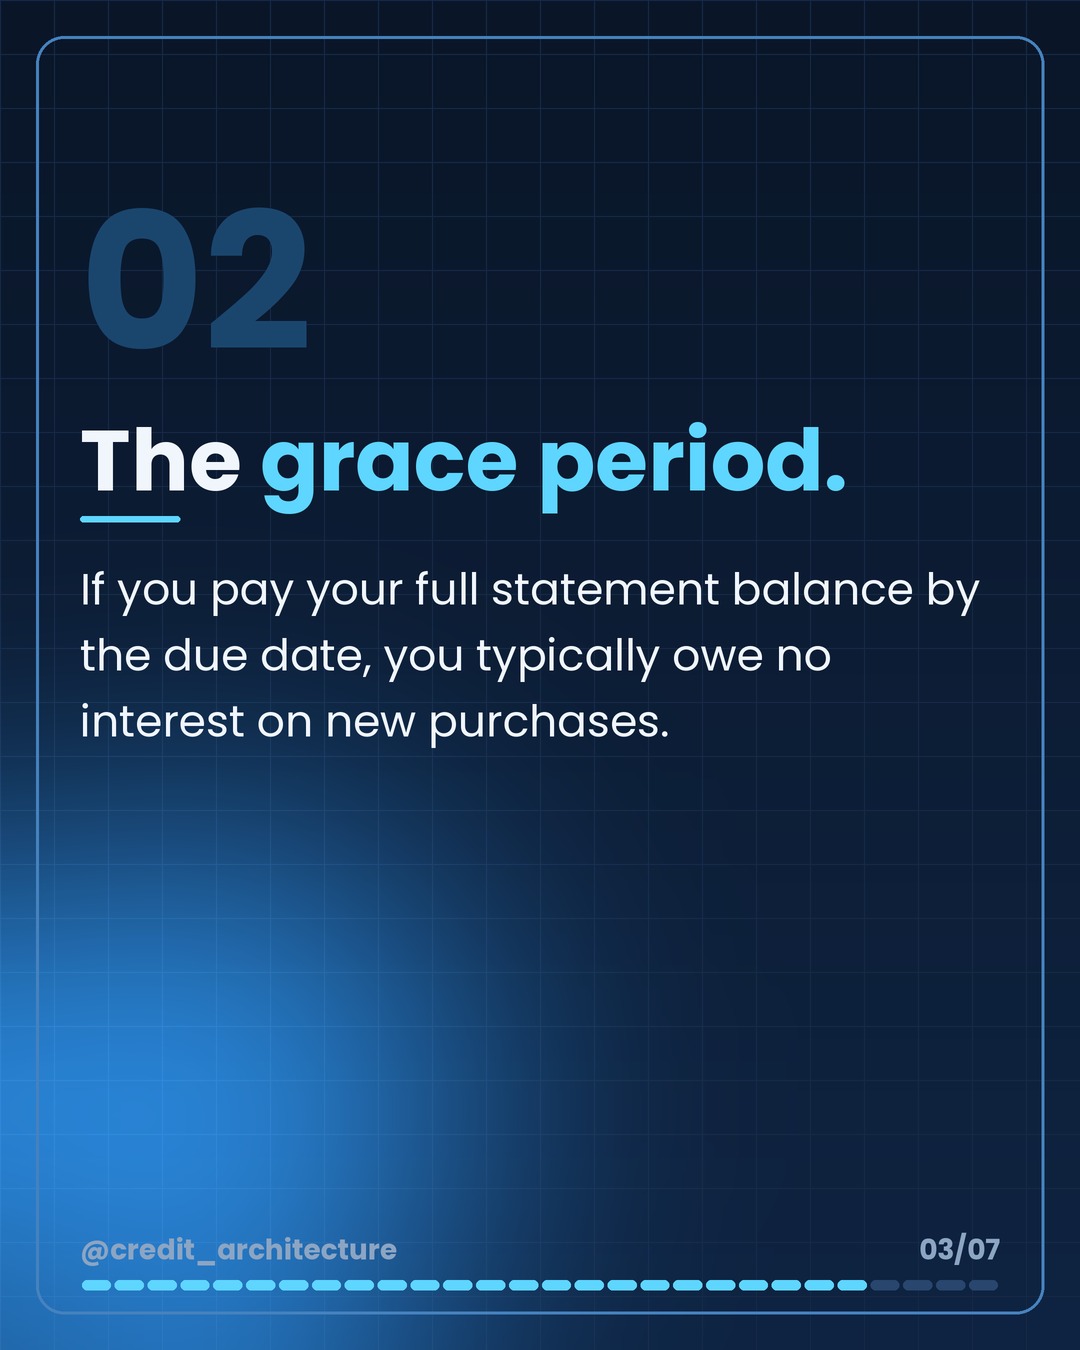 02
The grace period.
If you pay your full statement balance by
the due date, you typically owe no
interest on new purchases.
@credit_architecture
03/07